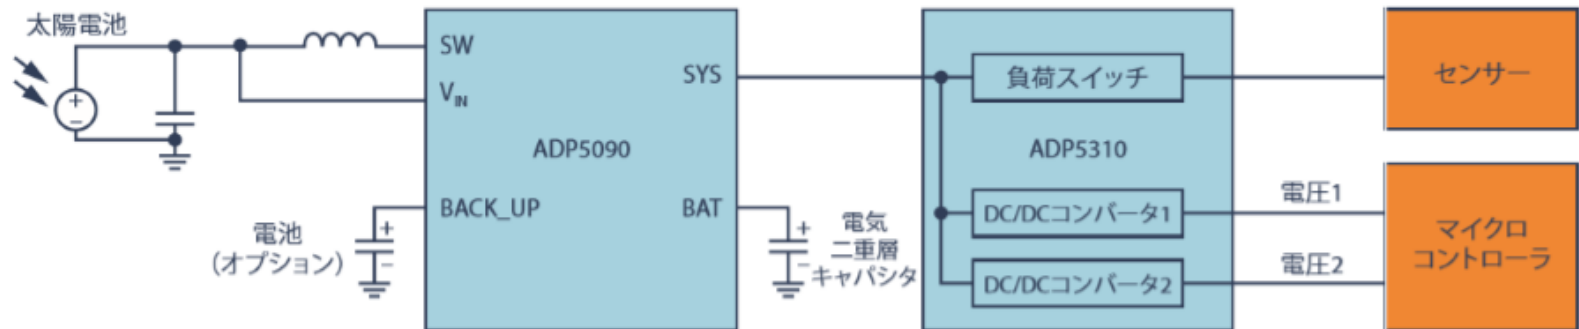 太陽電池
SW
VIN
SYS
ADP5090
BACK_UP
BAT
電池
(オプション)
電気
二重層
キャパシタ
負荷スイッチ
ADP5310
DC/DCコンバータ1
DC/DCコンバータ2
電圧1
電圧2
センサー
マイクロ
コントローラ